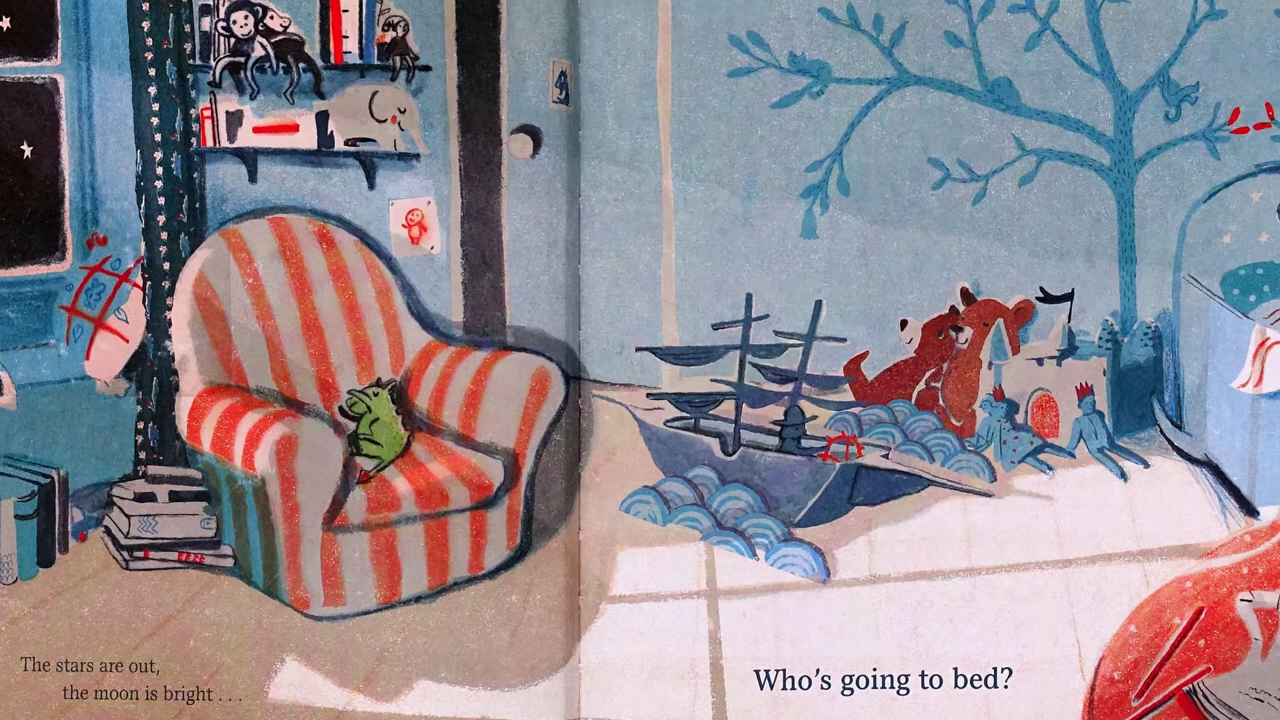 The stars are out,
the moon is bright . . .
Who's going to bed?